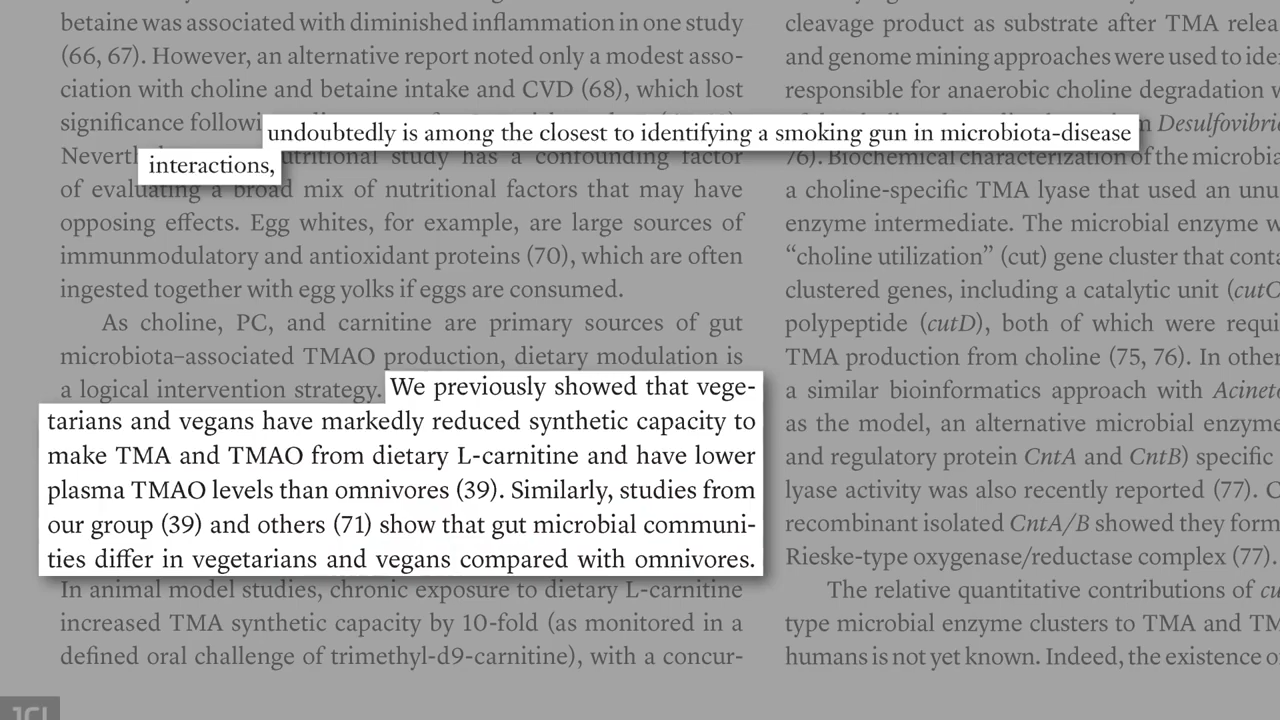 betaine was associated with diminished inflammation in one study
(66, 67). However, an alternative report noted only a modest asso-
ciation with choline and betaine intake and CVD (68), which lost
significance
undoubtedly is among the closest to identifying a smoking gun in microbiota-disease
interactions,
nutritional study has a confounding factor
of evaluating a broad mix of nutritional factors that may have
opposing effects. Egg whites, for example, are large sources of
immunmodulatory and antioxidant proteins (70), which are often
ingested together with egg yolks if eggs are consumed.
As choline, PC, and carnitine are primary sources of gut
microbiota–associated TMAO production, dietary modulation is
a logical intervention strategy.
We previously showed that vege-
tarians and vegans have markedly reduced synthetic capacity to
make TMA and TMAO from dietary L-carnitine and have lower
plasma TMAO levels than omnivores (39). Similarly, studies from
our group (39) and others (71) show that gut microbial communi-
ties differ in vegetarians and vegans compared with omnivores.
In animal model studies, chronic exposure to dietary L-carnitine
increased TMA synthetic capacity by 10-fold (as monitored in a
defined oral challenge of trimethyl-d9-carnitine), with a concur-
cleavage product as substrate after TMA
and genome mining approaches were used to
responsible for anaerobic choline degradation
Desulfovibri
76). Biochemical characterization of the
a choline-specific TMA lyase that used an
enzyme intermediate. The microbial enzyme
“choline utilization” (cut) gene cluster that
clustered genes, including a catalytic unit (cutC
polypeptide (cutD), both of which were
TMA production from choline (75, 76). In other
a similar bioinformatics approach with
as the model, an alternative microbial enzyme
and regulatory protein CntA and CntB) specific
lyase activity was also recently reported (77).
recombinant isolated CntA/B showed they form
Rieske-type oxygenase/reductase complex (77).
The relative quantitative contributions of
type microbial enzyme clusters to TMA and
humans is not yet known. Indeed, the existence
JCI